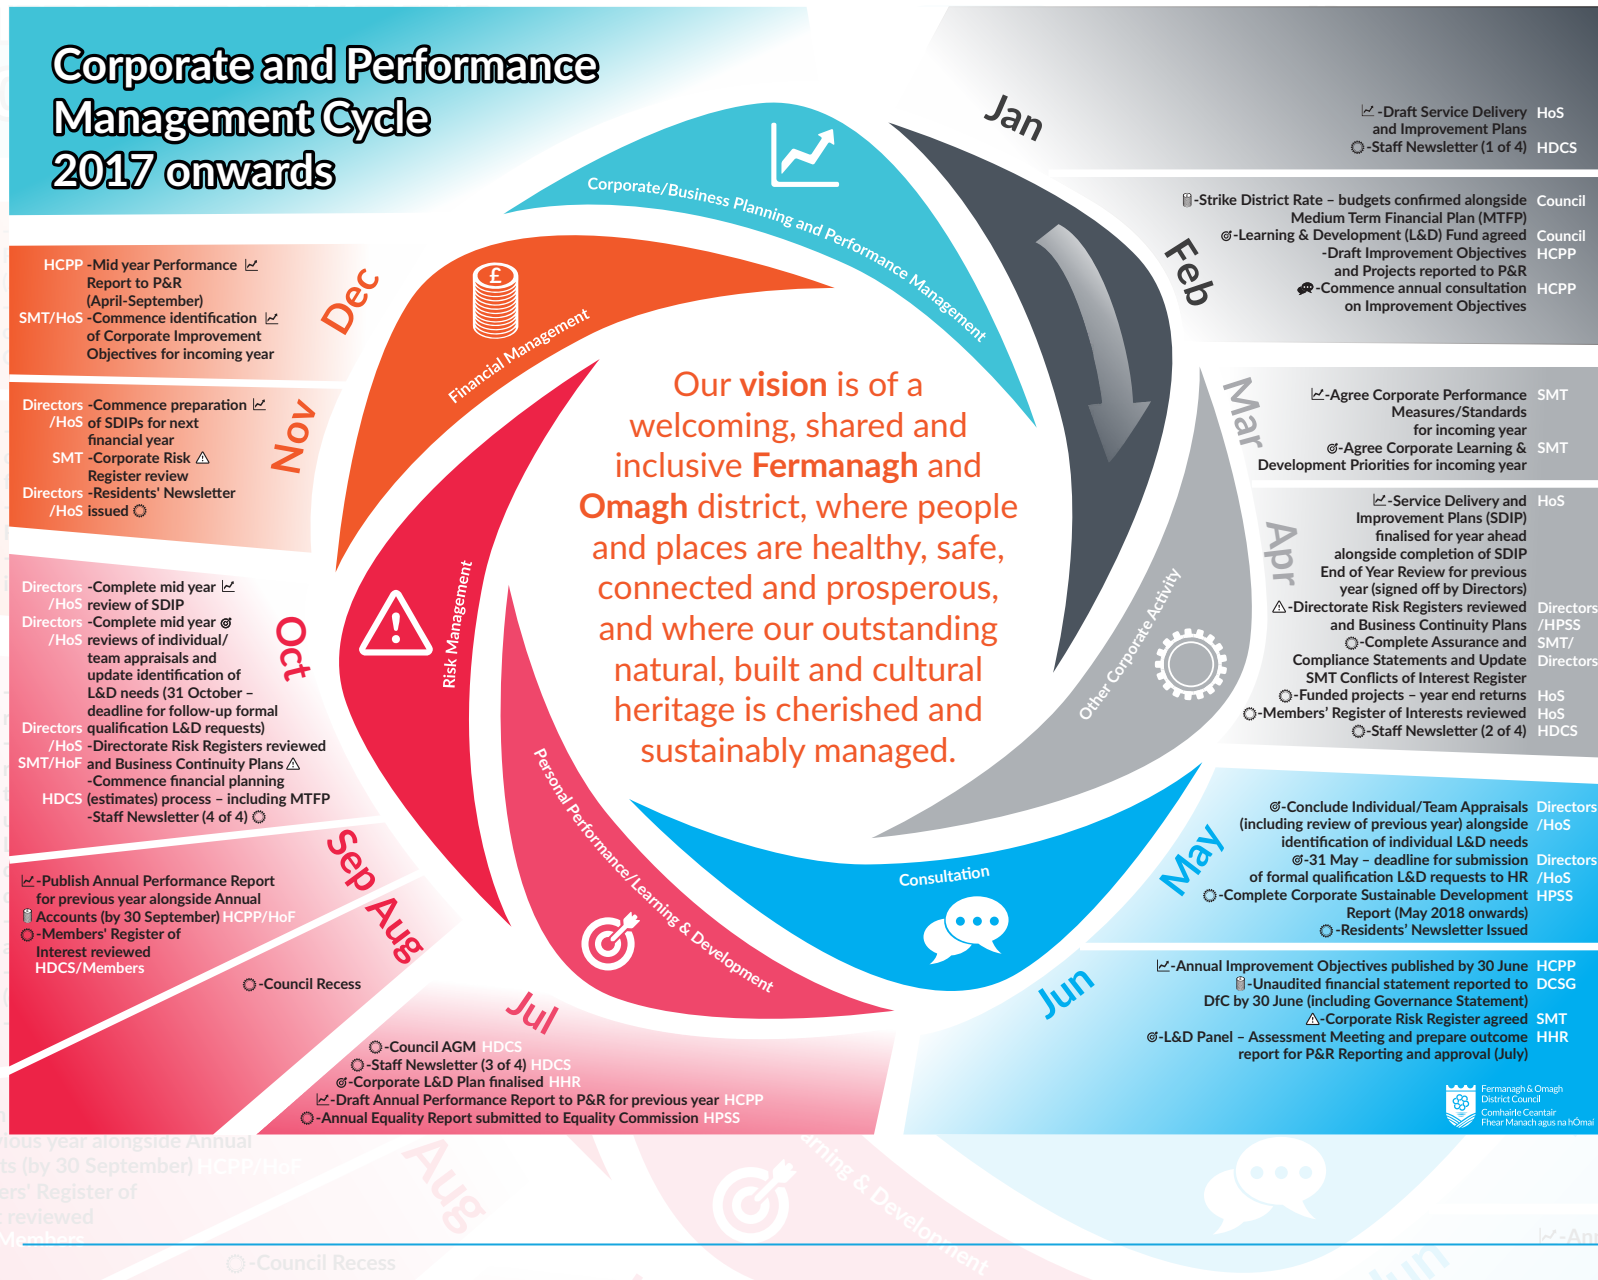 Corporate and Performance
Management Cycle
2017 onwards
Jan
-Draft Service Delivery HoS
and Improvement Plans
-Staff Newsletter (1 of 4) HDCS
Feb
-Strike District Rate – budgets confirmed alongside Council
Medium Term Financial Plan (MTFP)
-Learning & Development (L&D) Fund agreed Council
-Draft Improvement Objectives HCPP
and Projects reported to P&R
-Commence annual consultation HCPP
on Improvement Objectives
Mar
-Agree Corporate Performance SMT
Measures/Standards
for incoming year
-Agree Corporate Learning & SMT
Development Priorities for incoming year
Apr
-Service Delivery and HoS
Improvement Plans (SDIP)
finalised for year ahead
alongside completion of SDIP
End of Year Review for previous
year (signed off by Directors)
-Directorate Risk Registers reviewed Directors
and Business Continuity Plans /HPSS
-Complete Assurance and SMT/
Compliance Statements and Update Directors
SMT Conflicts of Interest Register
-Funded projects – year end returns HoS
-Members' Register of Interests reviewed HoS
-Staff Newsletter (2 of 4) HDCS
May
-Conclude Individual/Team Appraisals Directors
(including review of previous year) alongside /HoS
identification of individual L&D needs
-31 May – deadline for submission Directors
of formal qualification L&D requests to HR /HoS
-Complete Corporate Sustainable Development HPSS
Report (May 2018 onwards)
-Residents' Newsletter Issued
Jun
-Annual Improvement Objectives published by 30 June HCPP
-Unaudited financial statement reported to DCSG
DfC by 30 June (including Governance Statement)
-Corporate Risk Register agreed SMT
-L&D Panel – Assessment Meeting and prepare outcome HHR
report for P&R Reporting and approval (July)
Fermanagh & Omagh
District Council
Comhairle Ceantair
Fhear Manach agus na hÓmaí
Jul
-Council AGM HDCS
-Staff Newsletter (3 of 4) HDCS
-Corporate L&D Plan finalised HHR
-Draft Annual Performance Report to P&R for previous year HCPP
-Annual Equality Report submitted to Equality Commission HPSS
Aug
-Council Recess
Sep
-Publish Annual Performance Report
for previous year alongside Annual
Accounts (by 30 September) HCPP/HoF
-Members' Register of
Interest reviewed
HDCS/Members
Oct
Directors -Complete mid year
/HoS review of SDIP
Directors -Complete mid year
/HoS reviews of individual/
team appraisals and
update identification of
L&D needs (31 October –
deadline for follow-up formal
Directors qualification L&D requests)
/HoS -Directorate Risk Registers reviewed
SMT/HoF and Business Continuity Plans
-Commence financial planning
HDCS (estimates) process – including MTFP
-Staff Newsletter (4 of 4)
Nov
Directors -Commence preparation
/HoS of SDIPs for next
financial year
SMT -Corporate Risk
Register review
Directors -Residents' Newsletter
/HoS issued
Dec
HCPP -Mid year Performance
Report to P&R
(April-September)
SMT/HoS -Commence identification
of Corporate Improvement
Objectives for incoming year
Corporate/Business Planning and Performance Management
£
Financial Management
Risk Management
Personal Performance/Learning & Development
Consultation
Other Corporate Activity
Our vision is of a
welcoming, shared and
inclusive Fermanagh and
Omagh district, where people
and places are healthy, safe,
connected and prosperous,
and where our outstanding
natural, built and cultural
heritage is cherished and
sustainably managed.
vious year alongside Annual
ts (by 30 September) HCPP/HoF
ers' Register of
reviewed
Members
-Council Recess
Aug
arning & Development
Jun